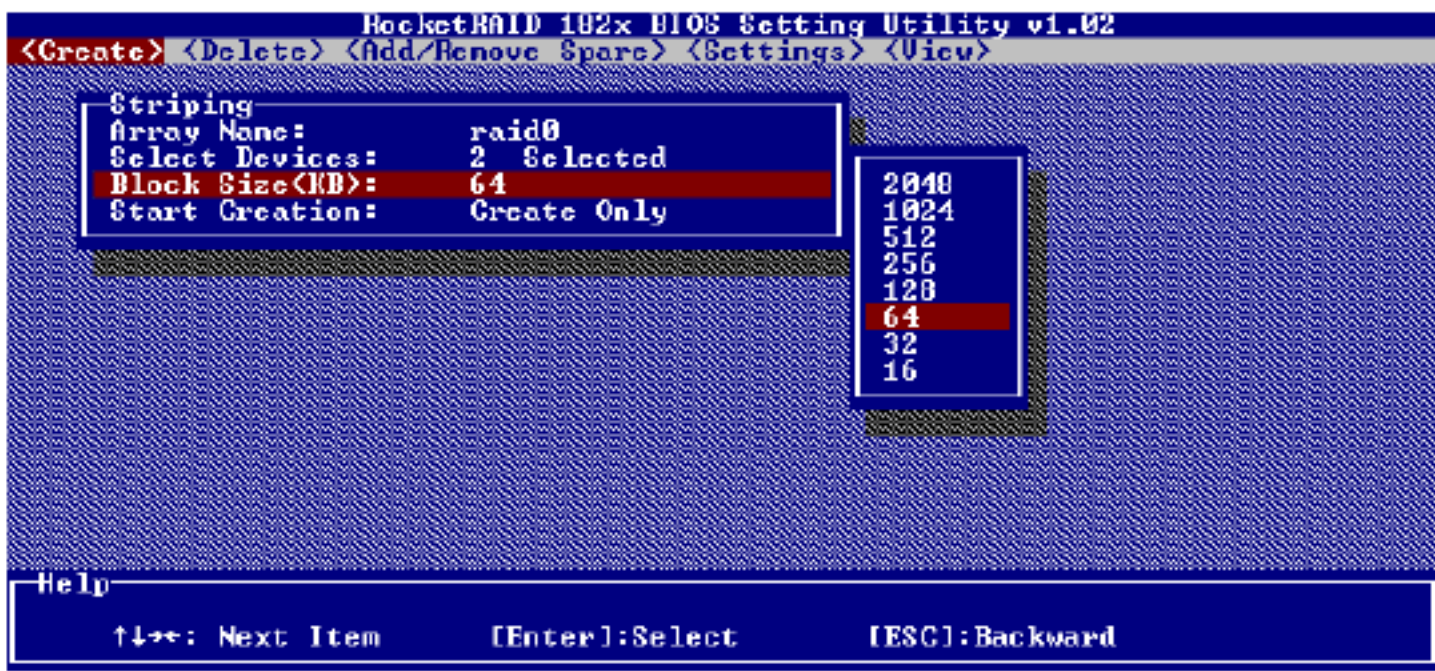 RocketRAID 182x BIOS Setting Utility v1.02
<Create> <Delete> <Add/Remove Spare> <Settings> <View>
Striping
Array Name: raid0
Select Devices: 2 Selected
Block Size(KB): 64
Start Creation: Create Only
2048
1024
512
256
128
64
32
16
Help
↑↓→←: Next Item [Enter]:Select [ESC]:Backward